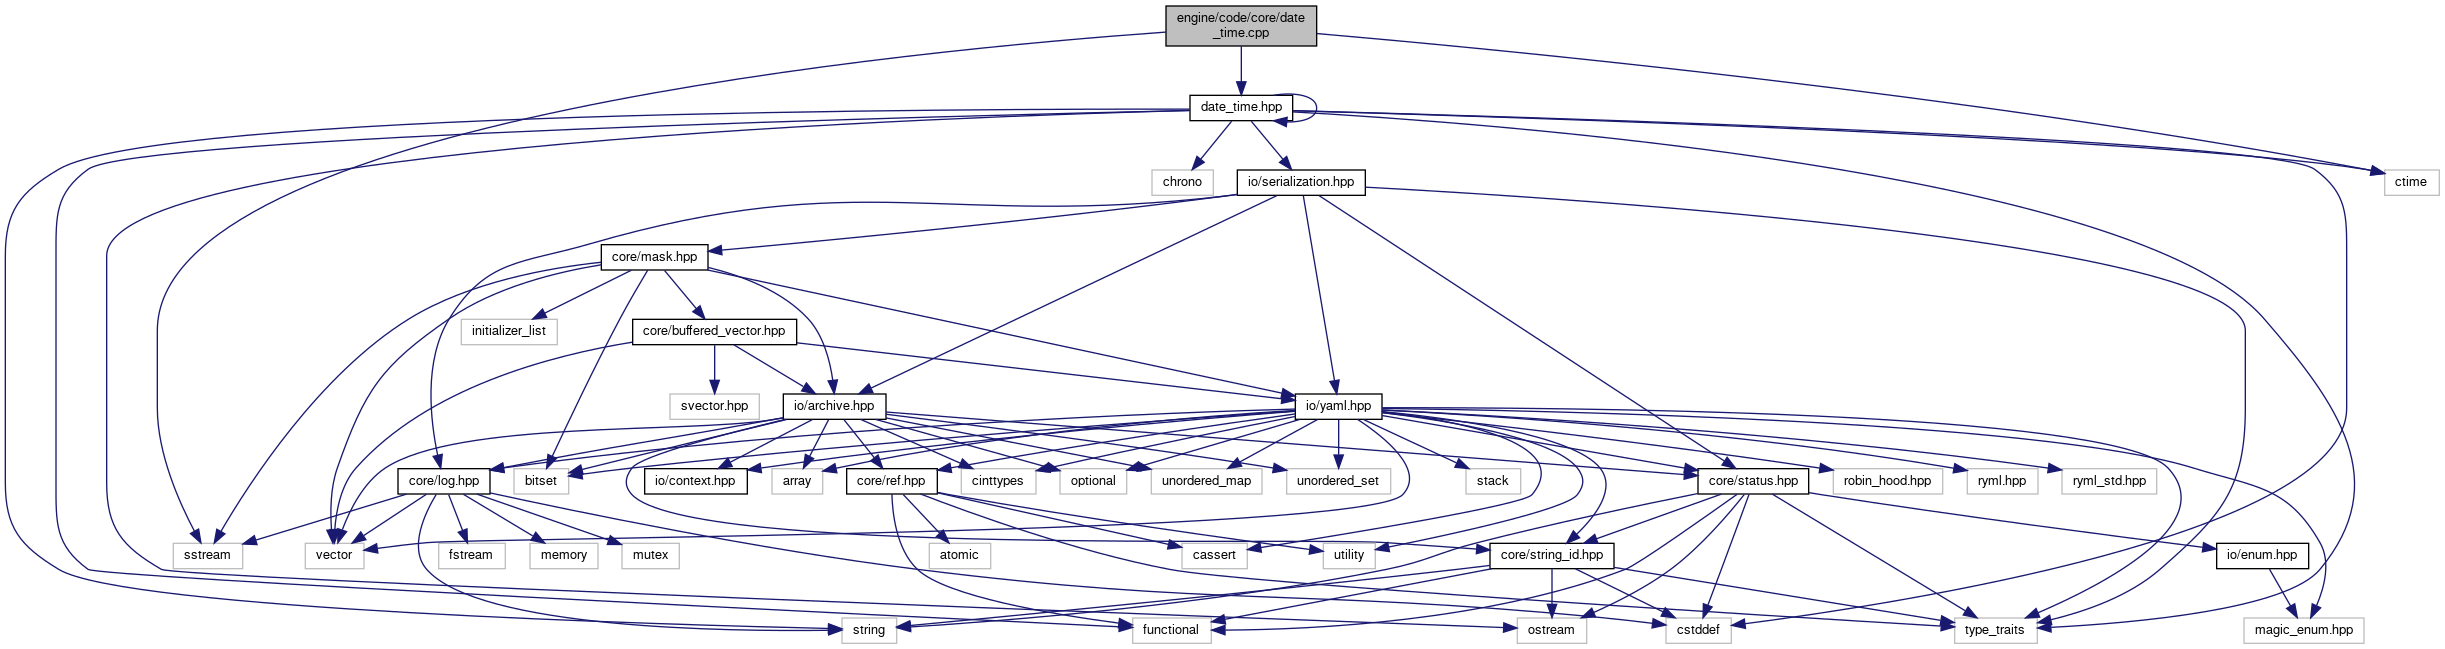 engine/code/core/date
_time.cpp
date_time.hpp
chrono
io/serialization.hpp
ctime
core/mask.hpp
initializer_list
core/buffered_vector.hpp
svector.hpp
io/archive.hpp
io/yaml.hpp
core/log.hpp
bitset
io/context.hpp
array
core/ref.hpp
cinttypes
optional
unordered_map
unordered_set
stack
core/status.hpp
robin_hood.hpp
ryml.hpp
ryml_std.hpp
sstream
vector
fstream
memory
mutex
atomic
cassert
utility
core/string_id.hpp
io/enum.hpp
string
functional
ostream
cstddef
type_traits
magic_enum.hpp